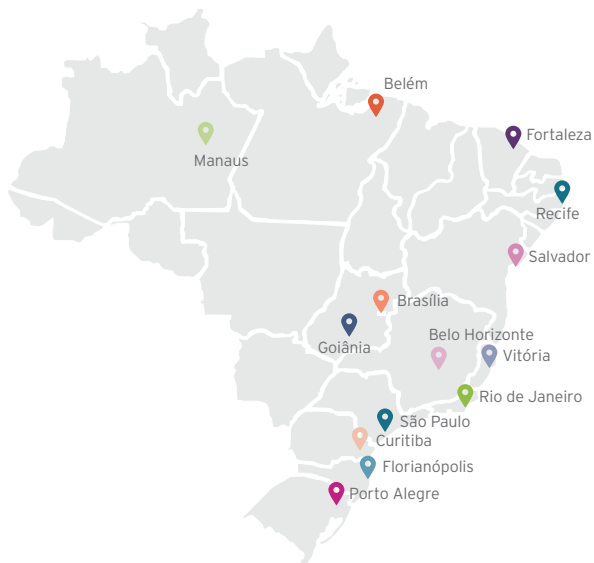 Belém
Fortaleza
Manaus
Recife
Salvador
Brasília
Belo Horizonte
Goiânia
Vitória
Rio de Janeiro
São Paulo
Curitiba
Florianópolis
Porto Alegre